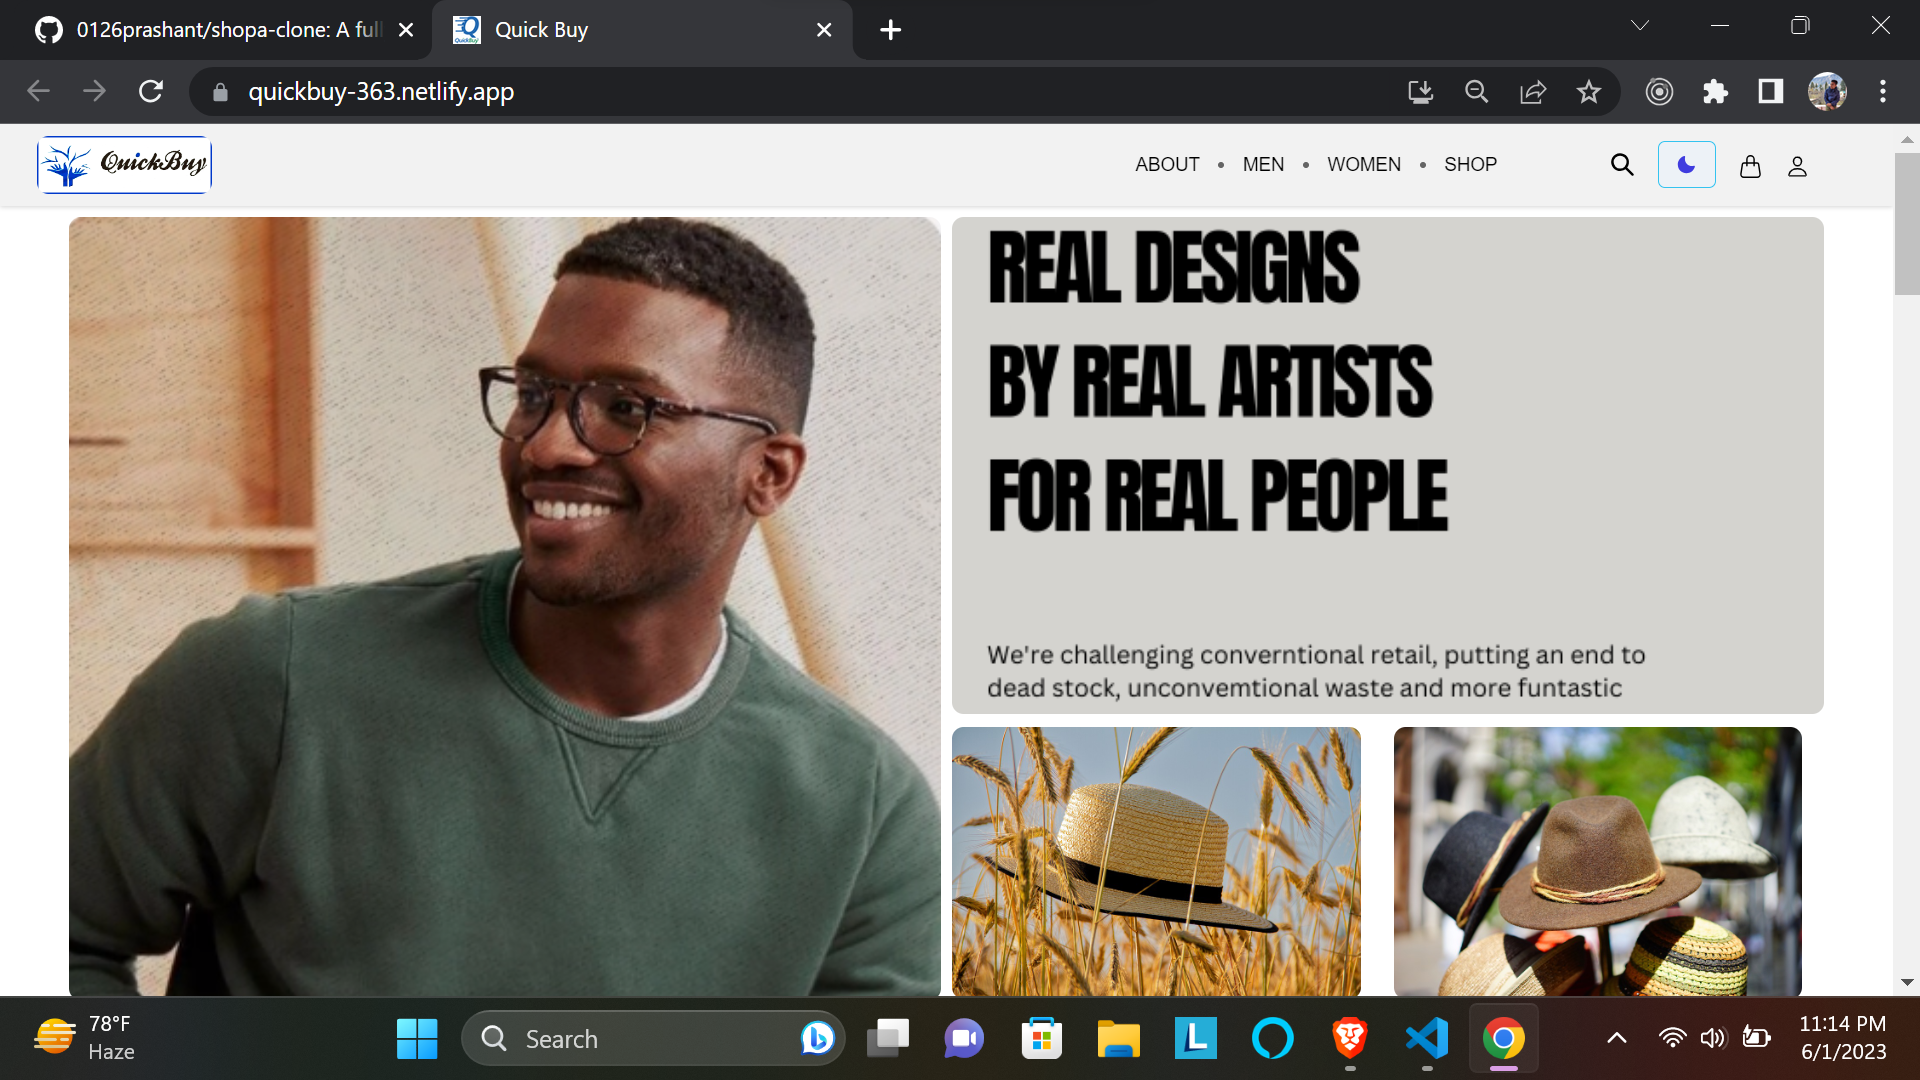 0126prashant/shopa-clone: A full
Quick Buy
quickbuy-363.netlify.app
QuickBuy
ABOUT • MEN • WOMEN • SHOP
REAL DESIGNS
BY REAL ARTISTS
FOR REAL PEOPLE
We're challenging converntional retail, putting an end to
dead stock, unconvemtional waste and more funtastic
78°F
Haze
Search
11:14 PM
6/1/2023